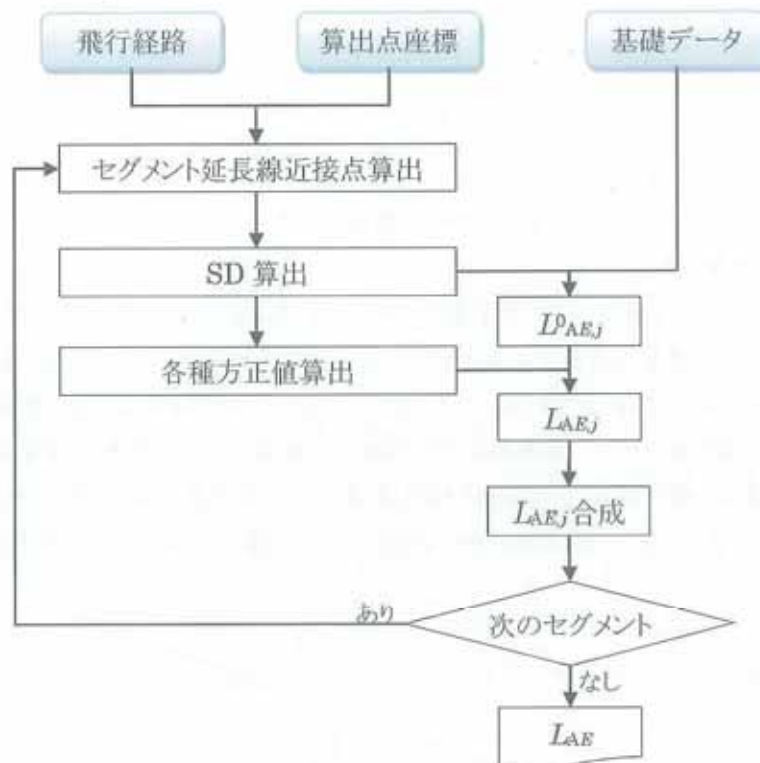 飛行経路
算出点座標
基礎データ
セグメント延長線近接点算出
SD 算出
L⁰AE,j
各種方正値算出
LAE,j
LAE,j 合成
あり
次のセグメント
なし
LAE